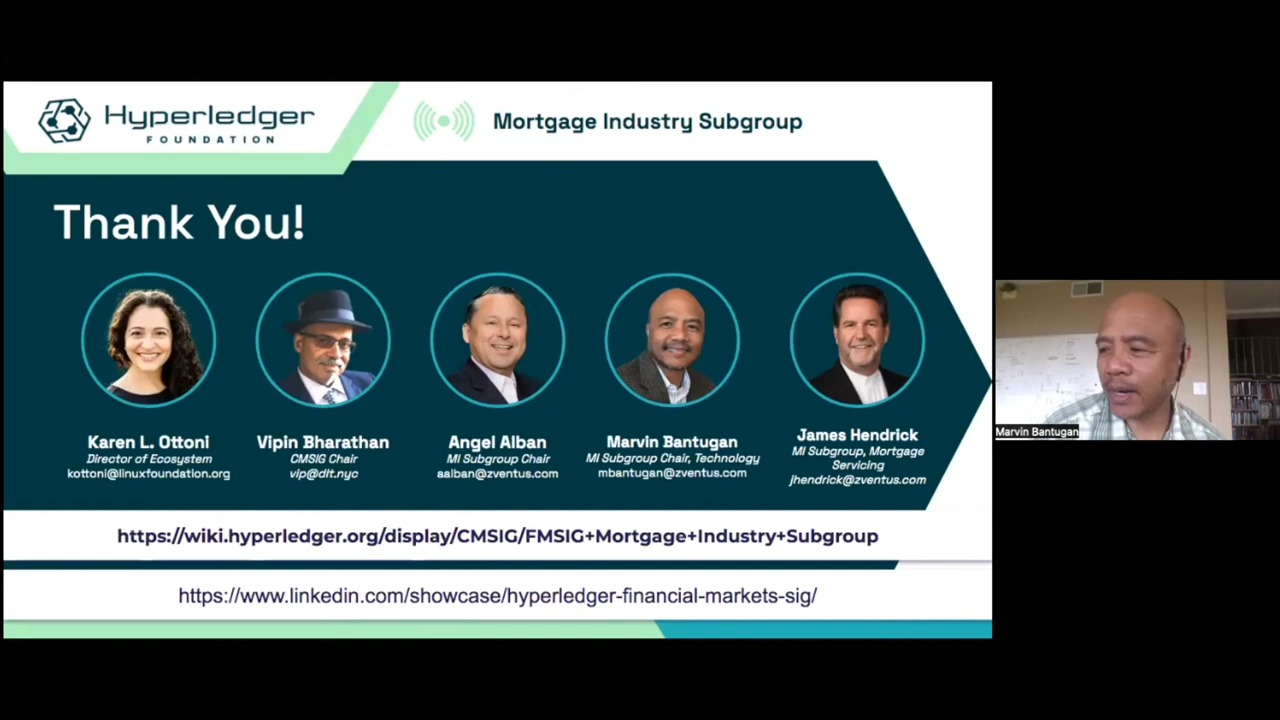 Hyperledger
FOUNDATION
Mortgage Industry Subgroup
Thank You!
Karen L. Ottoni
Director of Ecosystem
kottoni@linuxfoundation.org
Vipin Bharathan
CMSIG Chair
vip@dlt.nyc
Angel Alban
MI Subgroup Chair
aalban@zventus.com
Marvin Bantugan
MI Subgroup Chair, Technology
mbantugan@zventus.com
James Hendrick
MI Subgroup, Mortgage
Servicing
jhendrick@zventus.com
https://wiki.hyperledger.org/display/CMSIG/FMSIG+Mortgage+Industry+Subgroup
https://www.linkedin.com/showcase/hyperledger-financial-markets-sig/
Marvin Bantugan